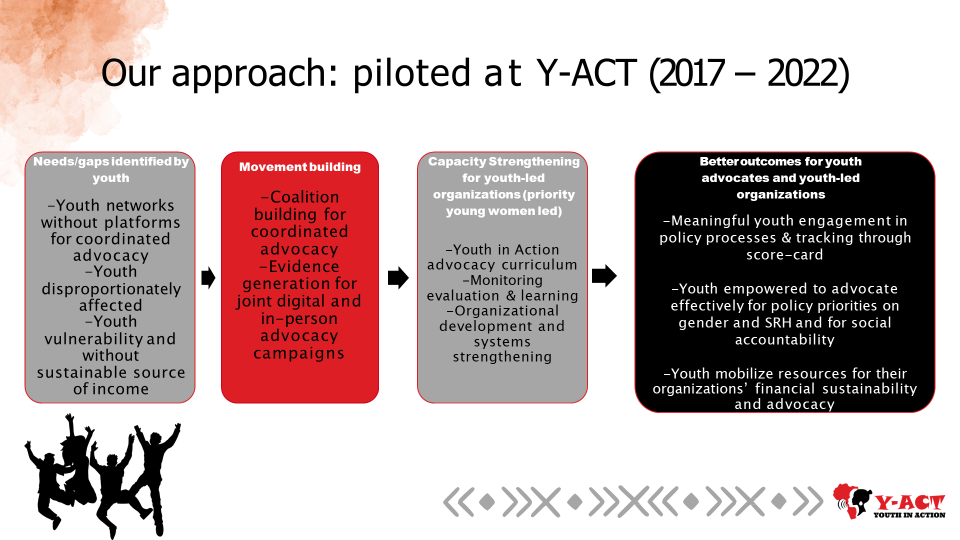 Our approach: piloted at Y-ACT (2017 – 2022)
Needs/gaps identified by
youth
–Youth networks
without platforms
for coordinated
advocacy
–Youth
disproportionately
affected
–Youth
vulnerability and
without
sustainable source
of income
Movement building
–Coalition
building for
coordinated
advocacy
–Evidence
generation for
joint digital and
in-person
advocacy
campaigns
Capacity Strengthening
for youth-led
organizations (priority
young women led)
–Youth in Action
advocacy curriculum
–Monitoring
evaluation & learning
–Organizational
development and
systems
strengthening
Better outcomes for youth
advocates and youth-led
organizations
–Meaningful youth engagement in
policy processes & tracking through
score-card
–Youth empowered to advocate
effectively for policy priorities on
gender and SRH and for social
accountability
–Youth mobilize resources for their
organizations’ financial sustainability
and advocacy
Y-ACT
YOUTH IN ACTION